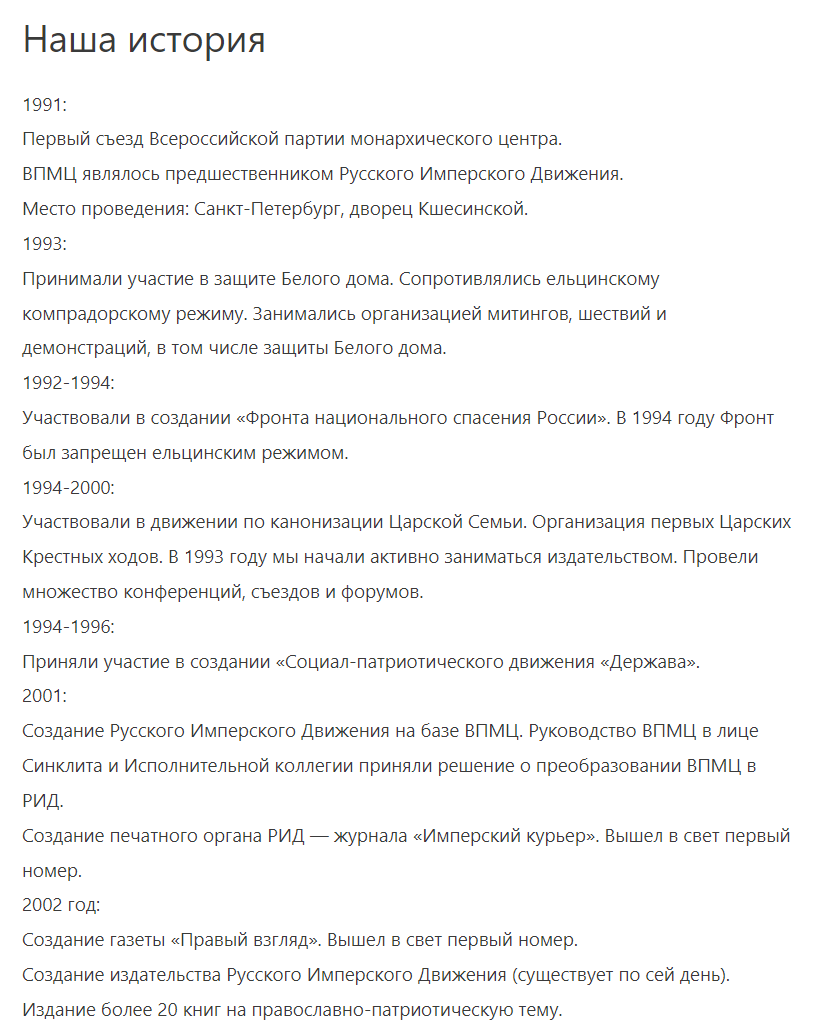 Наша история
1991:
Первый съезд Всероссийской партии монархического центра.
ВПМЦ являлось предшественником Русского Имперского Движения.
Место проведения: Санкт-Петербург, дворец Кшесинской.
1993:
Принимали участие в защите Белого дома. Сопротивлялись ельцинскому
компрадорскому режиму. Занимались организацией митингов, шествий и
демонстраций, в том числе защиты Белого дома.
1992-1994:
Участвовали в создании «Фронта национального спасения России». В 1994 году Фронт
был запрещен ельцинским режимом.
1994-2000:
Участвовали в движении по канонизации Царской Семьи. Организация первых Царских
Крестных ходов. В 1993 году мы начали активно заниматься издательством. Провели
множество конференций, съездов и форумов.
1994-1996:
Приняли участие в создании «Социал-патриотического движения «Держава».
2001:
Создание Русского Имперского Движения на базе ВПМЦ. Руководство ВПМЦ в лице
Синклита и Исполнительной коллегии приняли решение о преобразовании ВПМЦ в
РИД.
Создание печатного органа РИД — журнала «Имперский курьер». Вышел в свет первый
номер.
2002 год:
Создание газеты «Правый взгляд». Вышел в свет первый номер.
Создание издательства Русского Имперского Движения (существует по сей день).
Издание более 20 книг на православно-патриотическую тему.